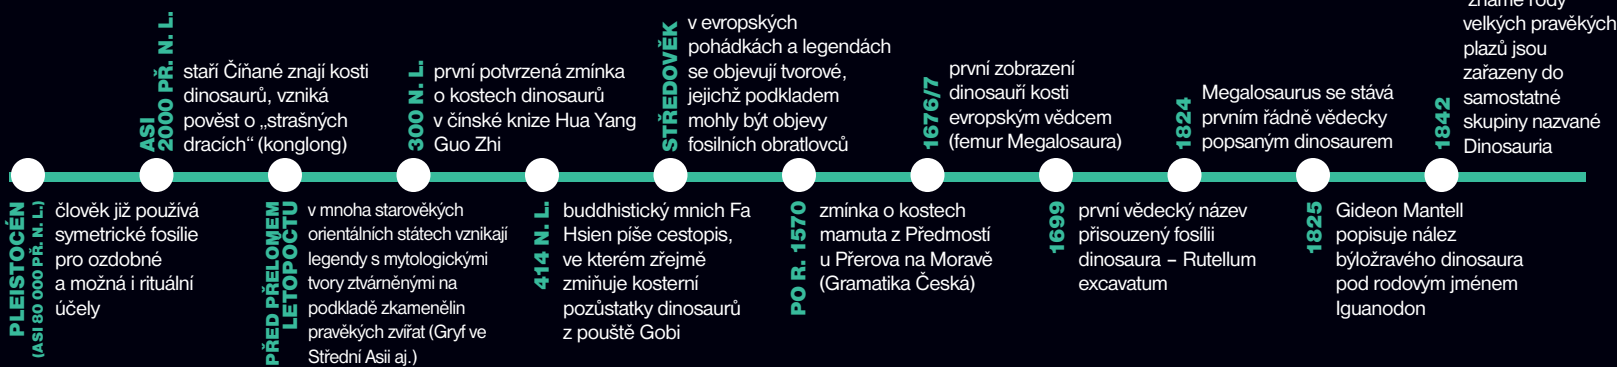 PLEISTOCÉN
(ASI 80 000 PŘ. N. L.)
člověk již používá
symetrické fosílie
pro ozdobné
a možná i rituální
účely
ASI
2000 PŘ. N. L.
staří Číňané znají kosti
dinosaurů, vzniká
pověst o „strašných
dracích“ (konglong)
PŘED PŘELOMEM
LETOPOČTU
v mnoha starověkých
orientálních státech vznikají
legendy s mytologickými
tvory ztvárněnými na
podkladě zkamenělin
pravěkých zvířat (Gryf ve
Střední Asii aj.)
300 N. L.
první potvrzená zmínka
o kostech dinosaurů
v čínské knize Hua Yang
Guo Zhi
414 N. L.
buddhistický mnich Fa
Hsien píše cestopis,
ve kterém zřejmě
zmiňuje kosterní
pozůstatky dinosaurů
z pouště Gobi
STŘEDOVĚK
v evropských
pohádkách a legendách
se objevují tvorové,
jejichž podkladem
mohly být objevy
fosilních obratlovců
PO R. 1570
zmínka o kostech
mamuta z Předmostí
u Přerova na Moravě
(Gramatika Česká)
1676/7
první zobrazení
dinosauří kosti
evropským vědcem
(femur Megalosaura)
1699
první vědecký název
přisouzený fosílii
dinosaura – Rutellum
excavatum
1824
Megalosaurus se stává
prvním řádně vědecky
popsaným dinosaurem
1825
Gideon Mantell
popisuje nález
býložravého dinosaura
pod rodovým jménem
Iguanodon
1842
známé rody
velkých pravěkých
plazů jsou
zařazeny do
samostatné
skupiny nazvané
Dinosauria